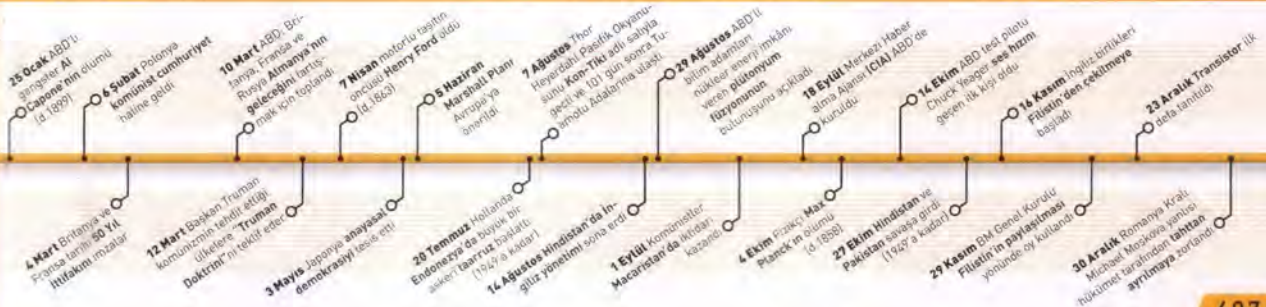 25 Ocak ABD'li
gangster Al
Capone'nin ölümü
(d.1899)
6 Şubat Polonya
komünist cumhuriyet
haline geldi
10 Mart ABD, Bri-
tanya, Fransa ve
Rusya Almanya'nın
geleceğini tartış-
mak için toplandı
7 Nisan motorlu taşıtın
öncüsü Henry Ford öldü
(d.1863)
5 Haziran
Marshall Planı
Avrupa'ya
önerildi
7 Ağustos Thor
Heyerdahl Pasifik Okyanu-
sunu Kon-Tiki adlı salıyla
geçti ve 101 gün sonra Tu-
amotu Adalarına ulaştı
29 Ağustos ABD'li
bilim adamları
nükleer enerji imkânı
veren plütonyum
füzyonunun
bulunuşunu açıkladı
18 Eylül Merkezi Haber
alma Ajansı (CIA) ABD'de
kuruldu
14 Ekim ABD test pilotu
Chuck Yeager ses hızını
geçen ilk kişi oldu
16 Kasım İngiliz birlikleri
Filistin'den çekilmeye
başladı
23 Aralık Transistor ilk
defa tanıtıldı
4 Mart Britanya ve
Fransa tarihi 50 Yıl
İttifakını imzalar
12 Mart Başkan Truman
komünizmin tehdit ettiği
ülkelere "Truman
Doktrini"ni teklif eder
3 Mayıs Japonya anayasal
demokrasiyi tesis etti
20 Temmuz Hollanda
Endonezya'da büyük bir
askeri taarruz başlattı
(1949'a kadar)
14 Ağustos Hindistan'da İn-
giliz yönetimi sona erdi
1 Eylül Komünistler
Macaristan'da iktidarı
kazandı
4 Ekim Fizikçi Max
Planck'ın ölümü
(d.1858)
27 Ekim Hindistan ve
Pakistan savaşa girdi
(1949'a kadar)
29 Kasım BM Genel Kurulu
Filistin'in paylaşılması
yönünde oy kullandı
30 Aralık Romanya Kralı
Michael Moskova yanlısı
hükümet tarafından tahttan
ayrılmaya zorlandı